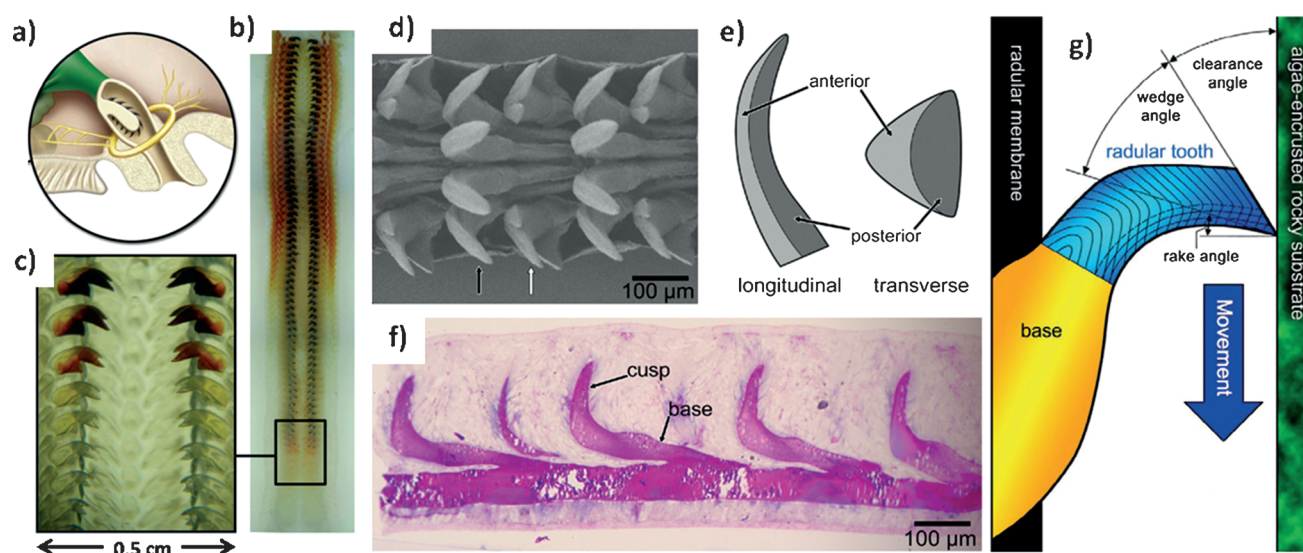 a)
b)
c)
0.5 cm
d)
100 µm
e)
anterior
posterior
longitudinal
transverse
f)
cusp
base
100 µm
g)
radular membrane
clearance
angle
wedge
angle
radular tooth
rake angle
base
Movement
algae-encrusted rocky substrate